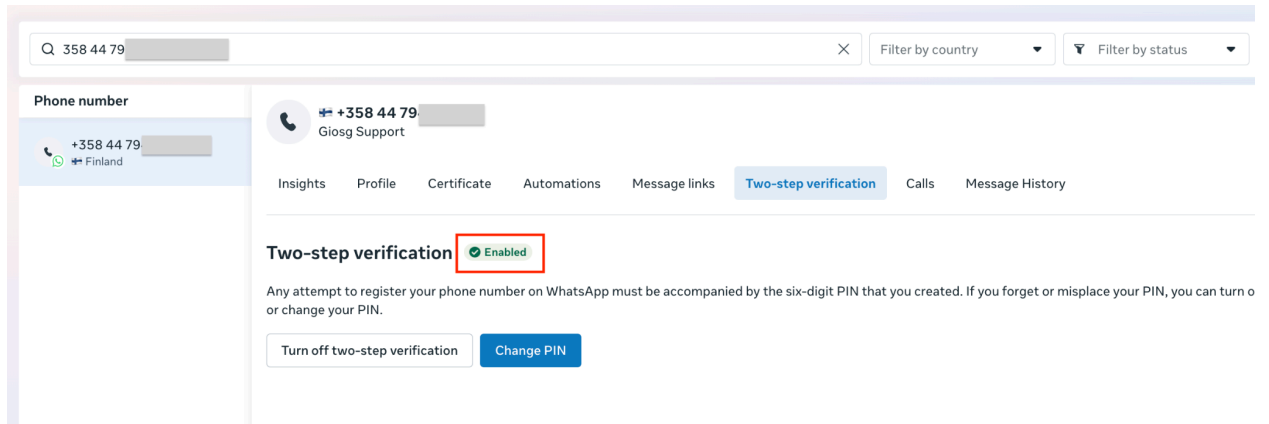 358 44 79
Filter by country
Filter by status
Phone number
+358 44 79
Finland
+358 44 79
Giosg Support
Insights Profile Certificate Automations Message links Two-step verification Calls Message History
Two-step verification Enabled
Any attempt to register your phone number on WhatsApp must be accompanied by the six-digit PIN that you created. If you forget or misplace your PIN, you can turn o
or change your PIN.
Turn off two-step verification Change PIN